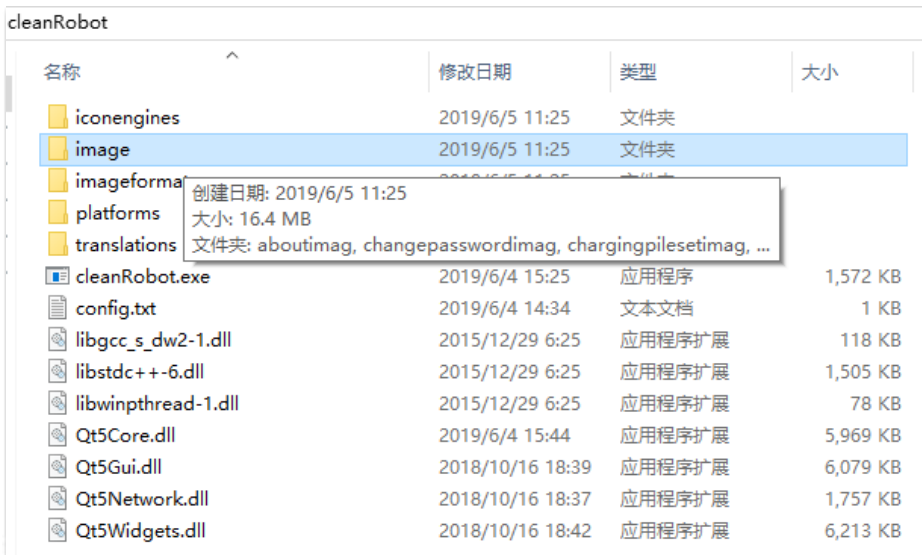 cleanRobot
名称 修改日期 类型 大小
iconengines 2019/6/5 11:25 文件夹
image 2019/6/5 11:25 文件夹
imageforma
创建日期: 2019/6/5 11:25
大小: 16.4 MB
文件夹: aboutimag, changepasswordimag, chargingpilesetimag, ...
platforms
translations
cleanRobot.exe 2019/6/4 15:25 应用程序 1,572 KB
config.txt 2019/6/4 14:34 文本文档 1 KB
libgcc_s_dw2-1.dll 2015/12/29 6:25 应用程序扩展 118 KB
libstdc++-6.dll 2015/12/29 6:25 应用程序扩展 1,505 KB
libwinpthread-1.dll 2015/12/29 6:25 应用程序扩展 78 KB
Qt5Core.dll 2019/6/4 15:44 应用程序扩展 5,969 KB
Qt5Gui.dll 2018/10/16 18:39 应用程序扩展 6,079 KB
Qt5Network.dll 2018/10/16 18:37 应用程序扩展 1,757 KB
Qt5Widgets.dll 2018/10/16 18:42 应用程序扩展 6,213 KB